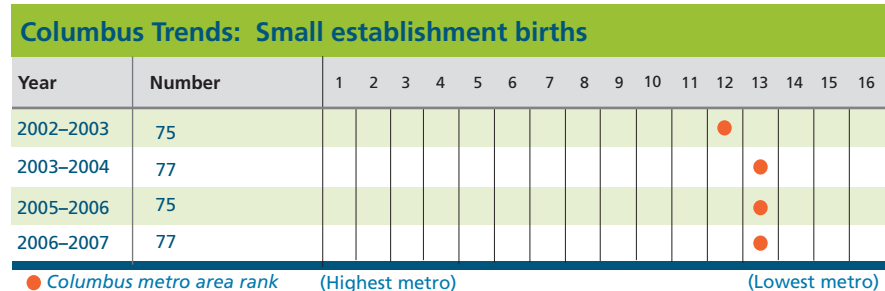 Columbus Trends:  Small establishment births
Year Number 1 2 3 4 5 6 7 8 9 10 11 12 13 14 15 16
2002–2003 75
2003–2004 77
2005–2006 75
2006–2007 77
Columbus metro area rank (Highest metro) (Lowest metro)